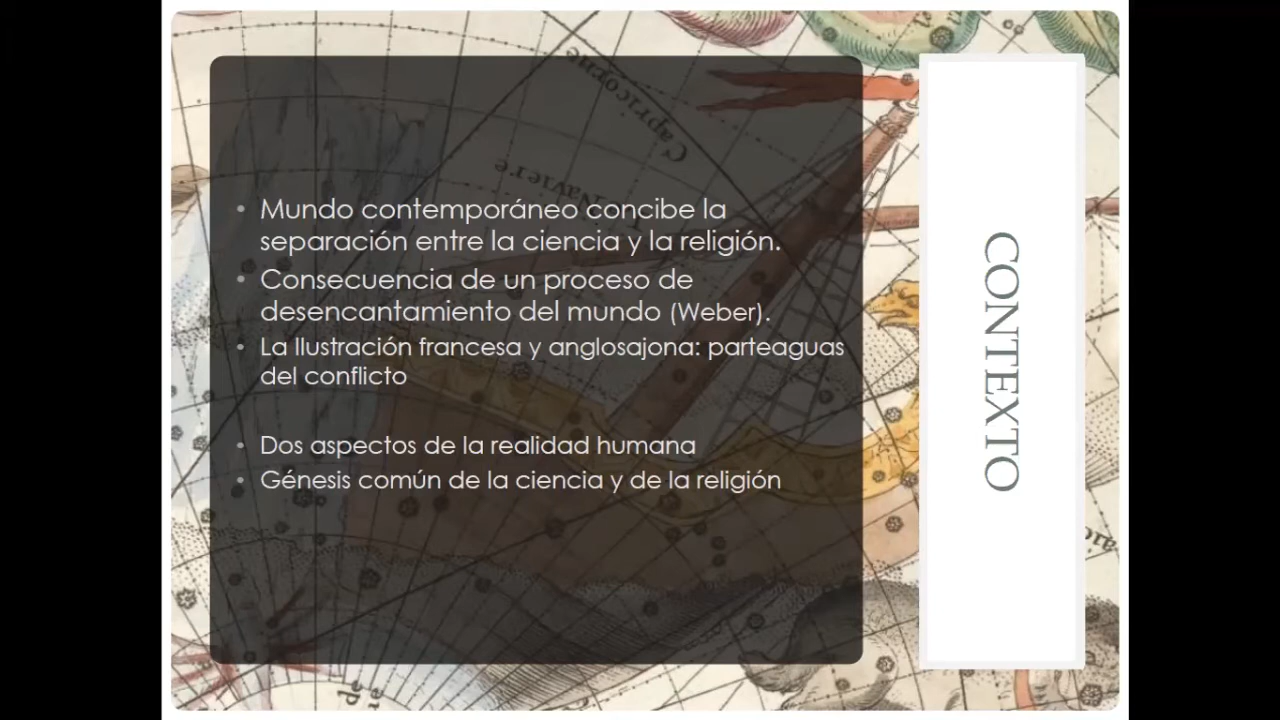 • Mundo contemporáneo concibe la
separación entre la ciencia y la religión.
• Consecuencia de un proceso de
desencantamiento del mundo (Weber).
• La Ilustración francesa y anglosajona: parteaguas
del conflicto
• Dos aspectos de la realidad humana
• Génesis común de la ciencia y de la religión
CONTEXTO
Capricorne
Navire